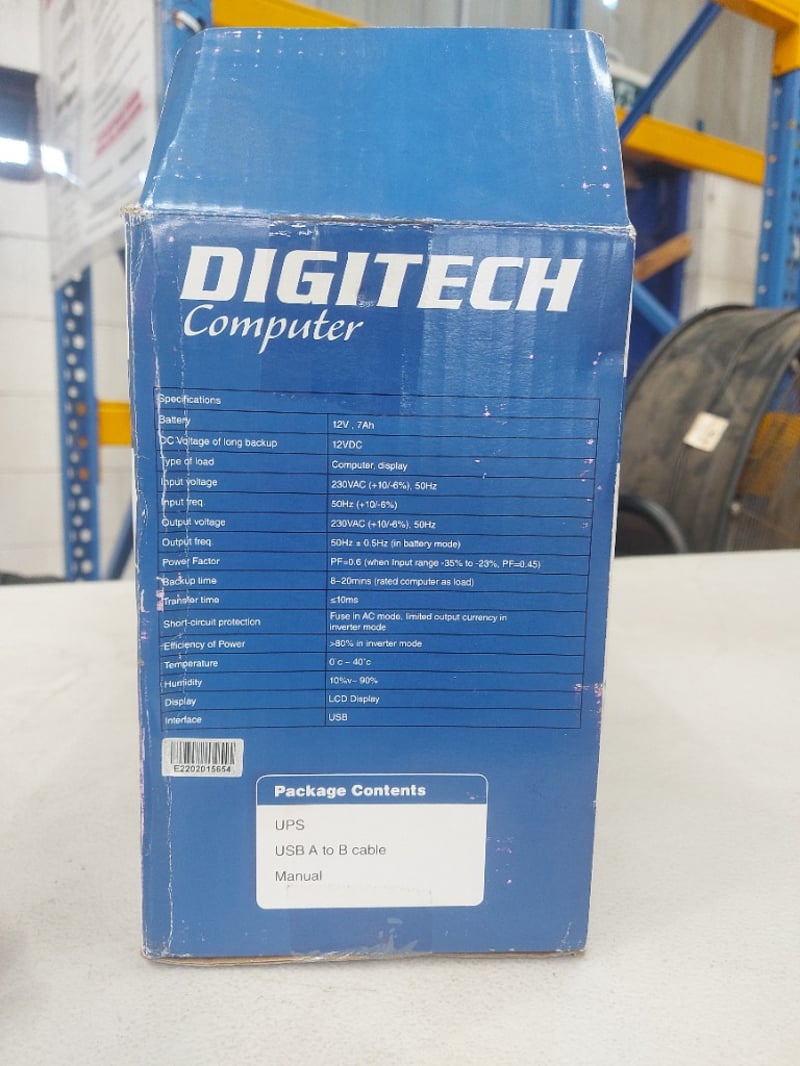 DIGITECH
Computer
Specifications
Battery 12V , 7Ah
DC Voltage of long backup 12VDC
Type of load Computer, display
Input voltage 230VAC (+10/-6%), 50Hz
Input freq. 50Hz (+10/-6%)
Output voltage 230VAC (+10/-6%), 50Hz
Output freq. 50Hz ± 0.5Hz (in battery mode)
Power Factor PF=0.6 (when Input range -35% to -23%, PF=0.45)
Backup time 8~20mins (rated computer as load)
Transfer time ≤10ms
Short-circuit protection Fuse in AC mode, limited output currency in
inverter mode
Efficiency of Power >80% in inverter mode
Temperature 0°c ~ 40°c
Humidity 10%v~ 90%
Display LCD Display
Interface USB
E2202015654
Package Contents
UPS
USB A to B cable
Manual